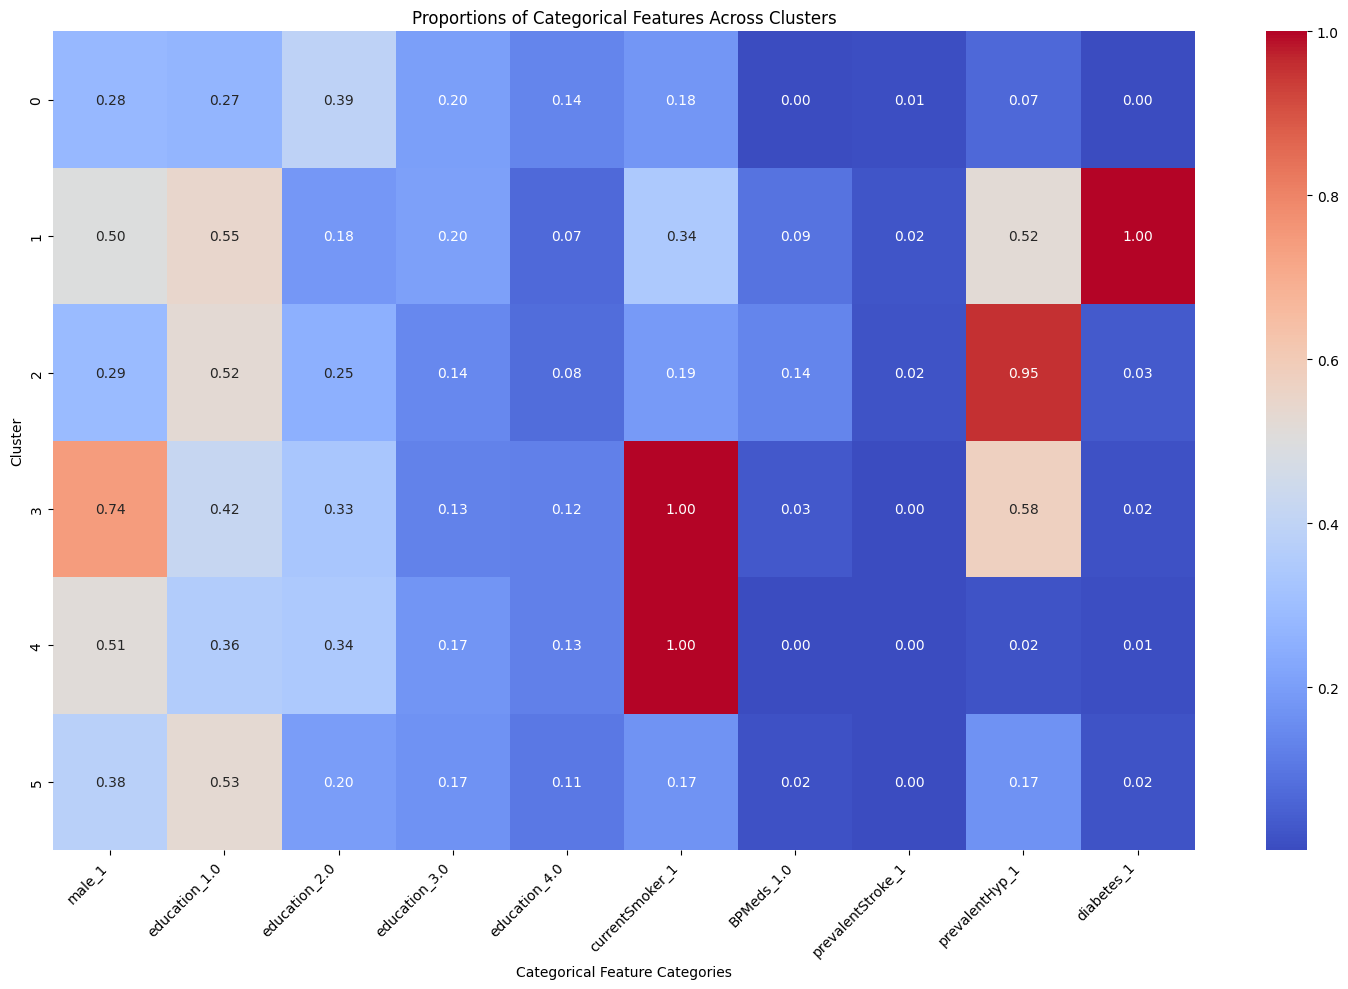 Proportions of Categorical Features Across Clusters
0 0.28 0.27 0.39 0.20 0.14 0.18 0.00 0.01 0.07 0.00
1 0.50 0.55 0.18 0.20 0.07 0.34 0.09 0.02 0.52 1.00
2 0.29 0.52 0.25 0.14 0.08 0.19 0.14 0.02 0.95 0.03
3 0.74 0.42 0.33 0.13 0.12 1.00 0.03 0.00 0.58 0.02
4 0.51 0.36 0.34 0.17 0.13 1.00 0.00 0.00 0.02 0.01
5 0.38 0.53 0.20 0.17 0.11 0.17 0.02 0.00 0.17 0.02
Cluster
male_1
education_1.0
education_2.0
education_3.0
education_4.0
currentSmoker_1
BPMeds_1.0
prevalentStroke_1
prevalentHyp_1
diabetes_1
Categorical Feature Categories
1.0
0.8
0.6
0.4
0.2